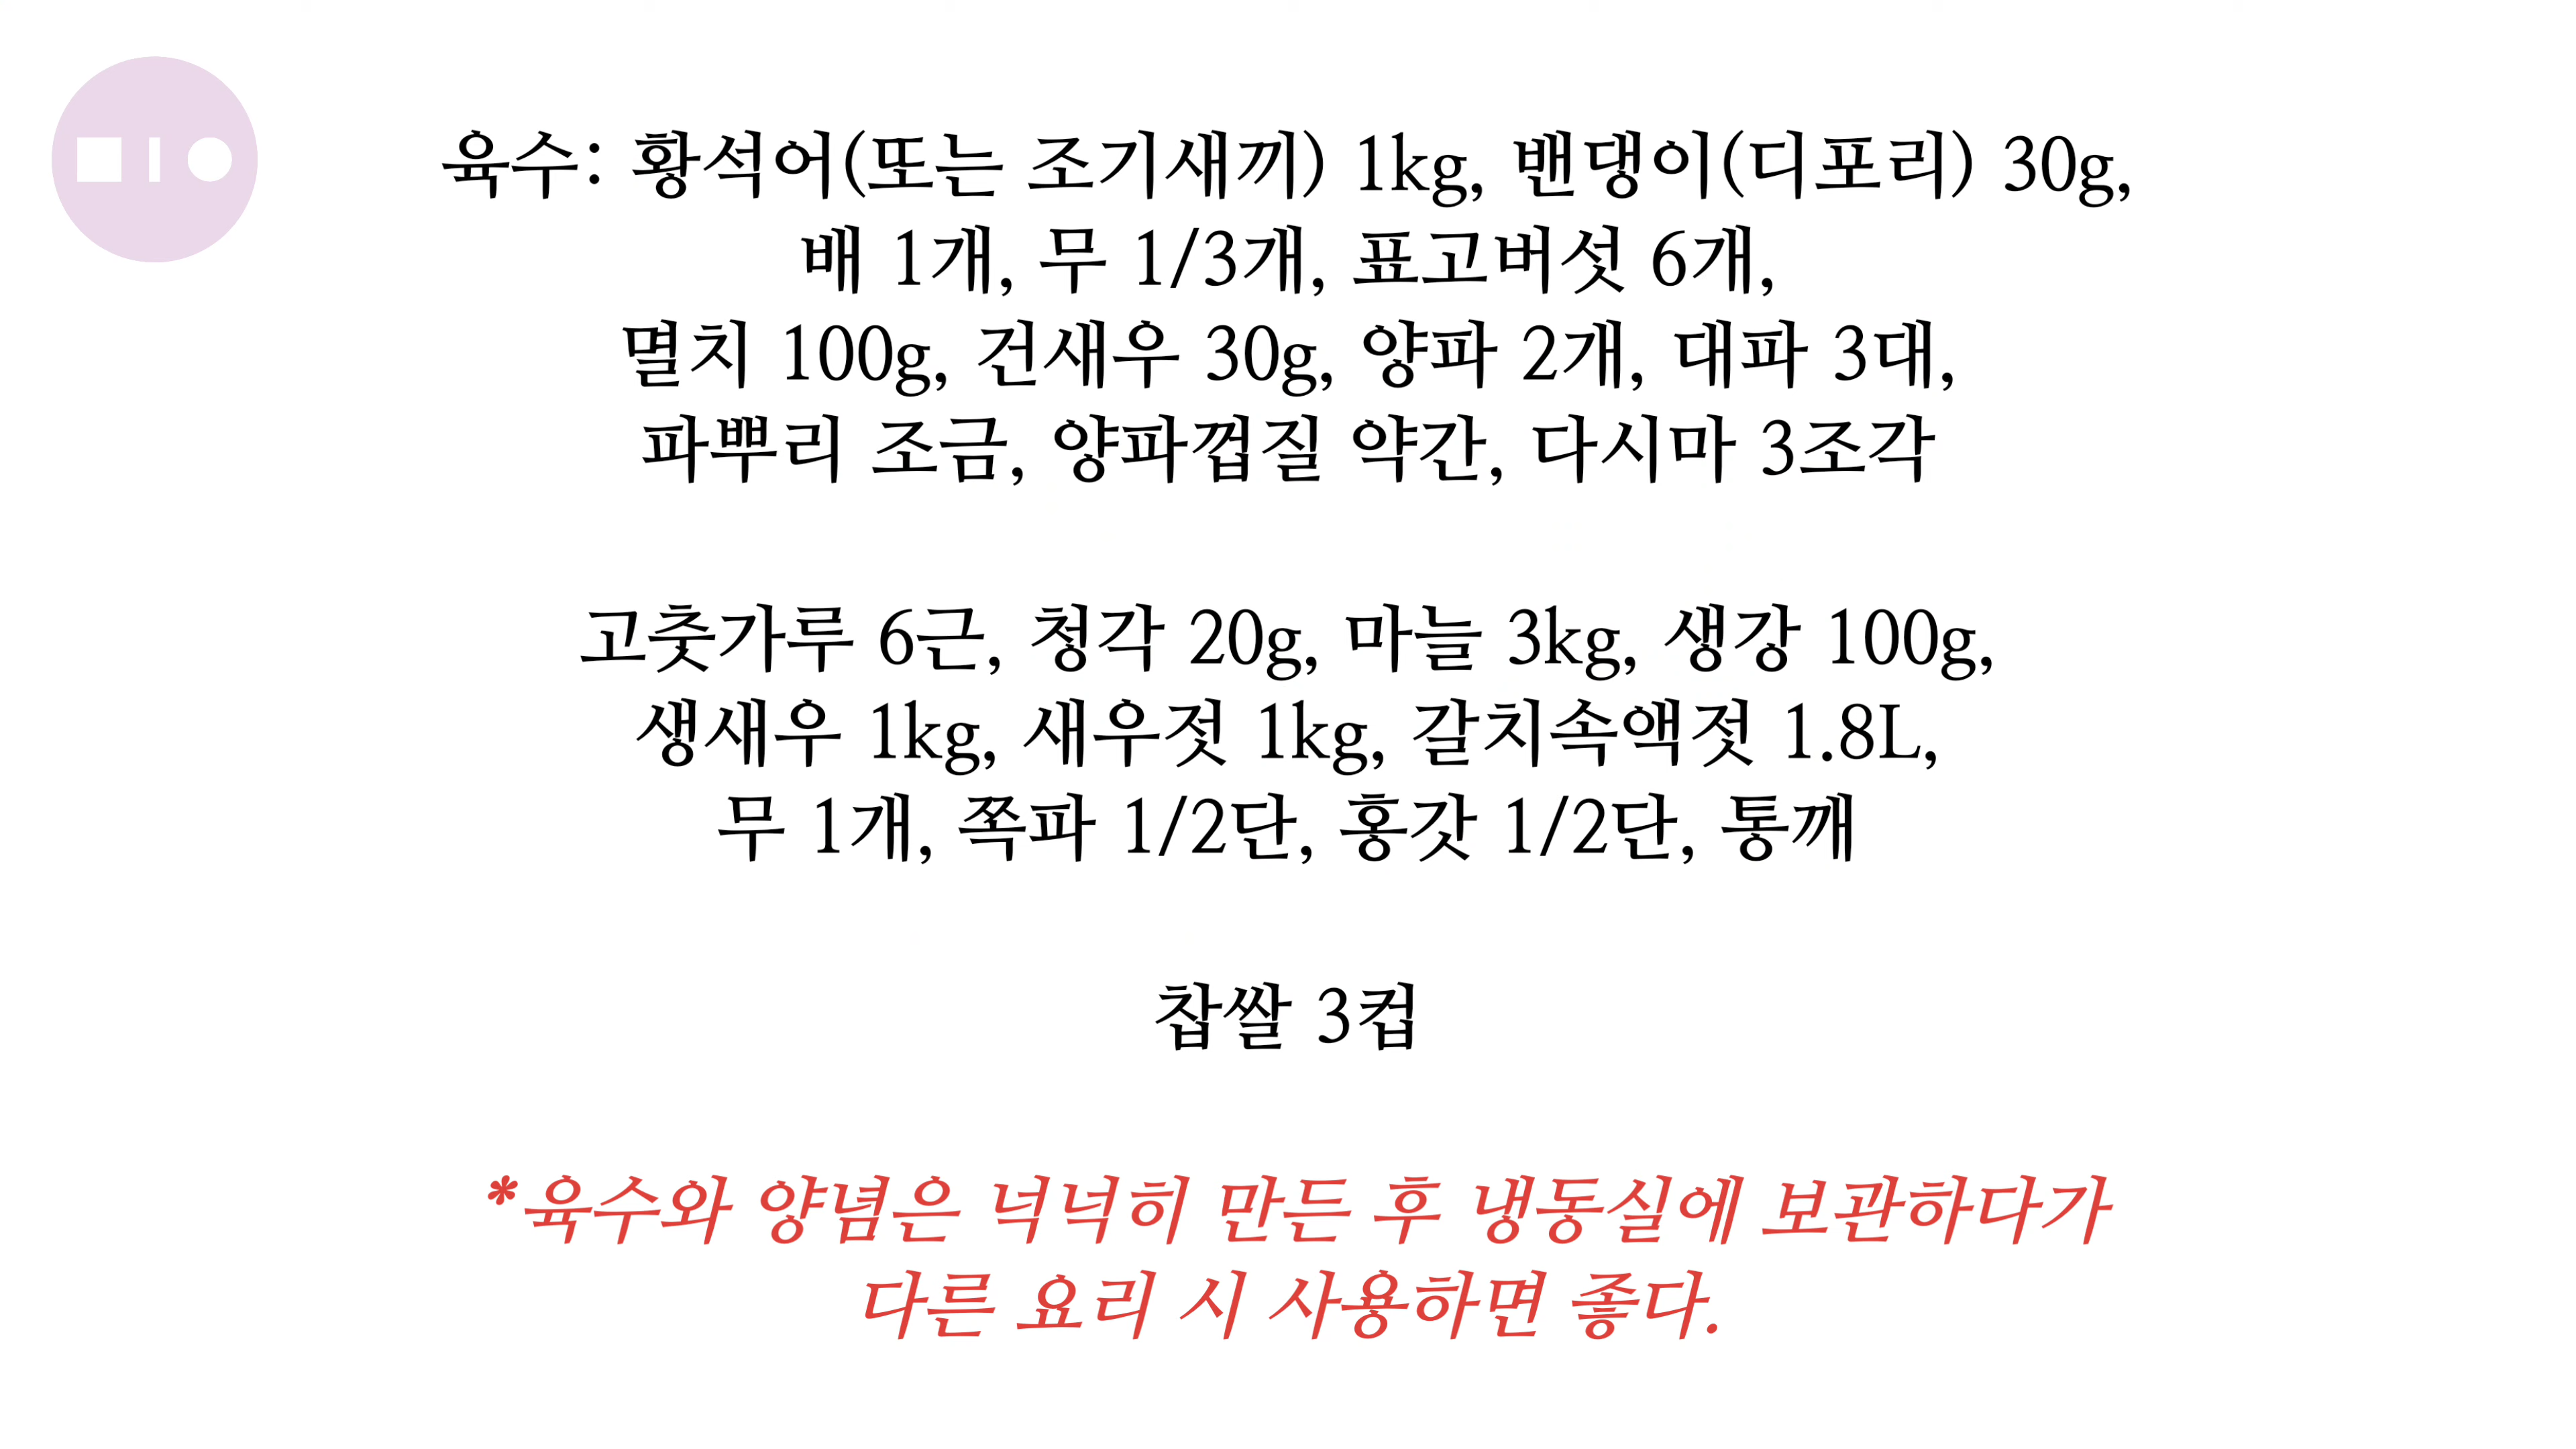 육수: 황석어(또는 조기새끼) 1kg, 밴댕이(디포리) 30g,
배 1개, 무 1/3개, 표고버섯 6개,
멸치 100g, 건새우 30g, 양파 2개, 대파 3대,
파뿌리 조금, 양파껍질 약간, 다시마 3조각
고춧가루 6근, 청각 20g, 마늘 3kg, 생강 100g,
생새우 1kg, 새우젓 1kg, 갈치속액젓 1.8L,
무 1개, 쪽파 1/2단, 홍갓 1/2단, 통깨
찹쌀 3컵
*육수와 양념은 넉넉히 만든 후 냉동실에 보관하다가
다른 요리 시 사용하면 좋다.